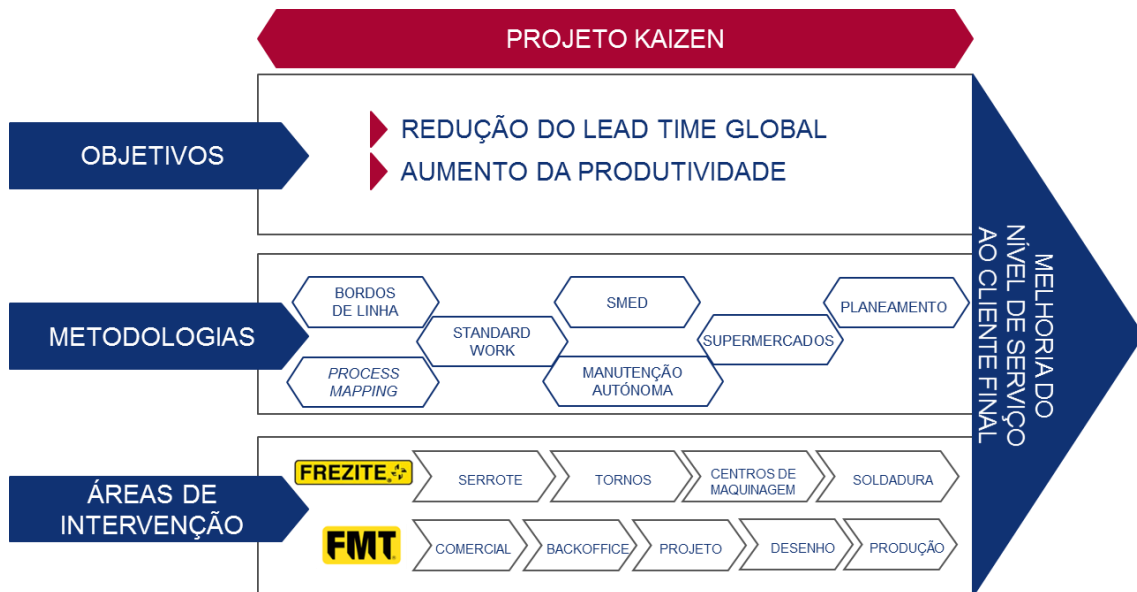 PROJETO KAIZEN
OBJETIVOS
REDUÇÃO DO LEAD TIME GLOBAL
AUMENTO DA PRODUTIVIDADE
METODOLOGIAS
BORDOS
DE LINHA
SMED
PLANEAMENTO
STANDARD
WORK
SUPERMERCADOS
PROCESS
MAPPING
MANUTENÇÃO
AUTÓNOMA
ÁREAS DE
INTERVENÇÃO
FREZITE
SERROTE
TORNOS
CENTROS DE
MAQUINAGEM
SOLDADURA
FMT
COMERCIAL
BACKOFFICE
PROJETO
DESENHO
PRODUÇÃO
MELHORIA DO
NÍVEL DE SERVIÇO
AO CLIENTE FINAL